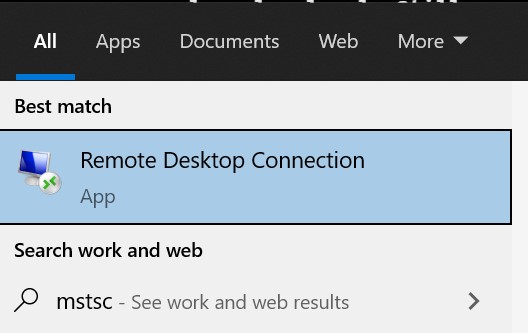 All Apps Documents Web More
Best match
Remote Desktop Connection
App
Search work and web
mstsc - See work and web results